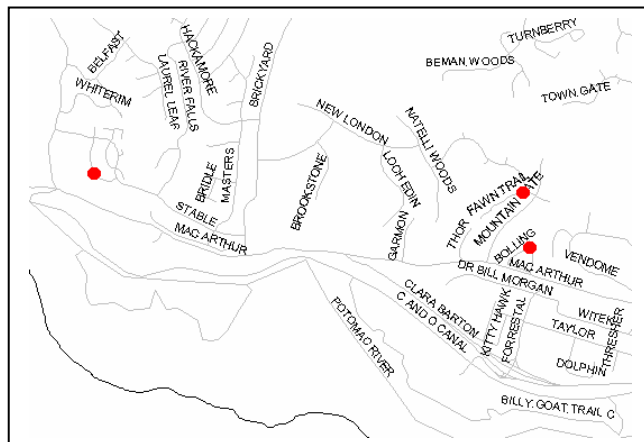 TURNBERRY
HACKAMORE
BELFAST
RIVER FALLS
LAUREL LEAF
BRICKYARD
BEMAN WOODS
WHITERIM
TOWN GATE
NEW LONDON
NATELLI WOODS
LOCH EDIN
BRIDLE
MASTERS
BROOKSTONE
FAWN TRAIL
MOUNTAIN GATE
THOR
STABLE
GARMON
BOLLING
MAC ARTHUR
VENDOME
MAC ARTHUR
DR BILL MORGAN
CLARA BARTON
C AND O CANAL
POTOMAC RIVER
KITTY HAWK
FORRESTAL
WITEKE
TAYLOR
THRESHER
DOLPHIN
BILLY GOAT TRAIL C